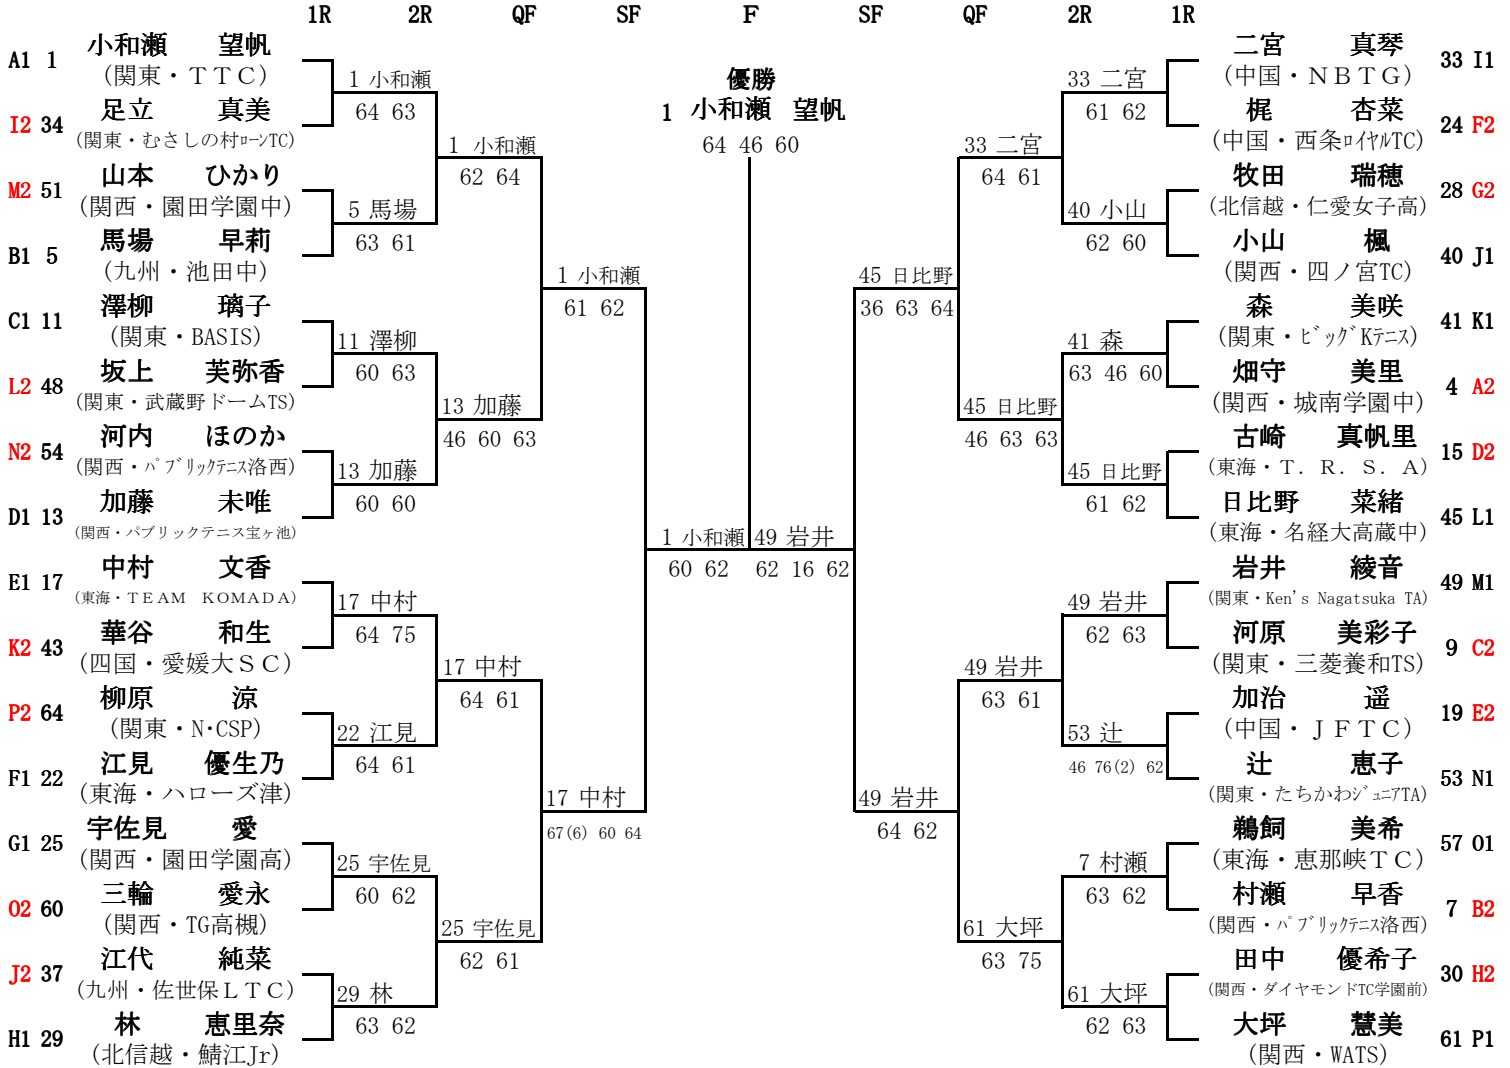 1R 2R QF SF F SF QF 2R 1R
A1 1 小和瀬 望帆
(関東・ＴＴＣ)
I2 34 足立 真美
(関東・むさしの村ﾛｰﾝTC)
M2 51 山本 ひかり
(関西・園田学園中)
B1 5 馬場 早莉
(九州・池田中)
C1 11 澤柳 璃子
(関東・BASIS)
L2 48 坂上 芙弥香
(関東・武蔵野ドームTS)
N2 54 河内 ほのか
(関西・ﾊﾟﾌﾞﾘｯｸﾃﾆｽ洛西)
D1 13 加藤 未唯
(関西・パブリックテニス宝ヶ池)
E1 17 中村 文香
(東海・ＴＥＡＭ ＫＯＭＡＤＡ)
K2 43 華谷 和生
(四国・愛媛大ＳＣ)
P2 64 柳原 涼
(関東・N・CSP)
F1 22 江見 優生乃
(東海・ハローズ津)
G1 25 宇佐見 愛
(関西・園田学園高)
O2 60 三輪 愛永
(関西・TG高槻)
J2 37 江代 純菜
(九州・佐世保ＬＴＣ)
H1 29 林 恵里奈
(北信越・鯖江Jr)
1 小和瀬
64 63
5 馬場
63 61
11 澤柳
60 63
13 加藤
60 60
17 中村
64 75
22 江見
64 61
25 宇佐見
60 62
29 林
63 62
1 小和瀬
62 64
13 加藤
46 60 63
17 中村
64 61
25 宇佐見
62 61
1 小和瀬
61 62
17 中村
67(6) 60 64
1 小和瀬
60 62
優勝
1 小和瀬 望帆
64 46 60
49 岩井
62 16 62
45 日比野
36 63 64
49 岩井
64 62
33 二宮
64 61
45 日比野
46 63 63
49 岩井
63 61
61 大坪
63 75
33 二宮
61 62
40 小山
62 60
41 森
63 46 60
45 日比野
61 62
49 岩井
62 63
53 辻
46 76(2) 62
7 村瀬
63 62
61 大坪
62 63
二宮 真琴 33 I1
(中国・ＮＢＴＧ)
梶 杏菜 24 F2
(中国・西条ﾛｲﾔﾙTC)
牧田 瑞穂 28 G2
(北信越・仁愛女子高)
小山 楓 40 J1
(関西・四ノ宮TC)
森 美咲 41 K1
(関東・ﾋﾞｯｸﾞKﾃﾆｽ)
畑守 美里 4 A2
(関西・城南学園中)
古崎 真帆里 15 D2
(東海・Ｔ．Ｒ．Ｓ．Ａ)
日比野 菜緒 45 L1
(東海・名経大高蔵中)
岩井 綾音 49 M1
(関東・Ken's Nagatsuka TA)
河原 美彩子 9 C2
(関東・三菱養和TS)
加治 遥 19 E2
(中国・ＪＦＴＣ)
辻 恵子 53 N1
(関東・たちかわｼﾞｭﾆｱTA)
鵜飼 美希 57 O1
(東海・恵那峡ＴＣ)
村瀬 早香 7 B2
(関西・ﾊﾟﾌﾞﾘｯｸﾃﾆｽ洛西)
田中 優希子 30 H2
(関西・ダイヤモンドTC学園前)
大坪 慧美 61 P1
(関西・WATS)